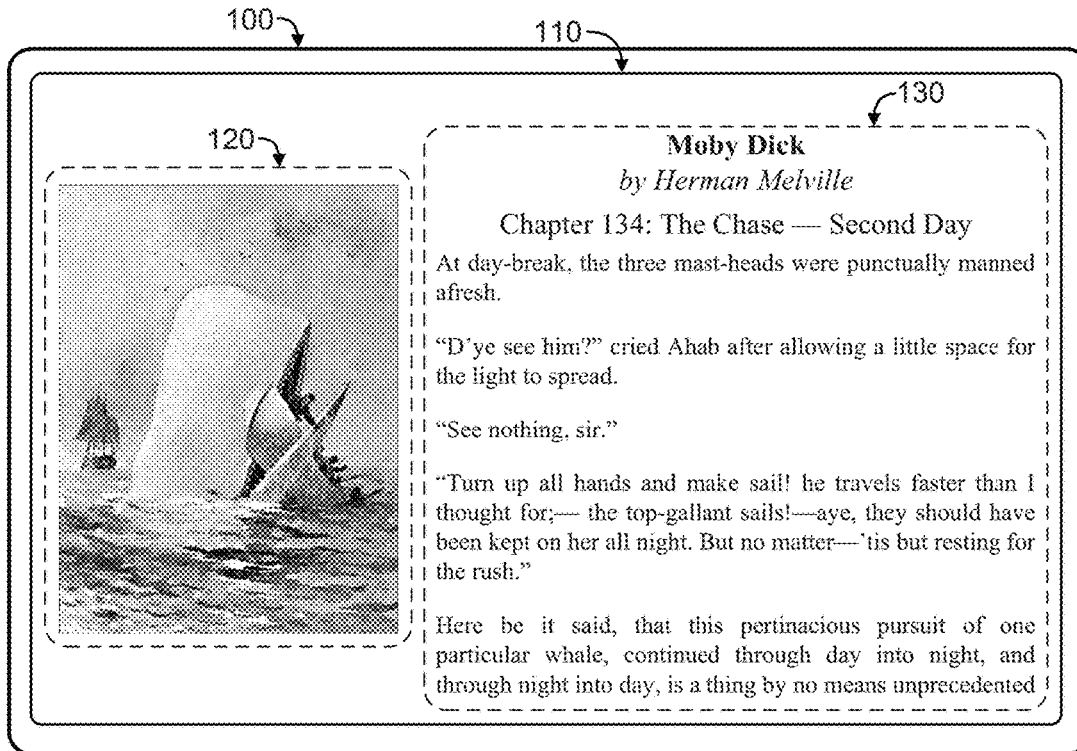 100
110
130
120
Moby Dick
by Herman Melville
Chapter 134: The Chase — Second Day
At day-break, the three mast-heads were punctually manned
afresh.
“D’ye see him?” cried Ahab after allowing a little space for
the light to spread.
“See nothing, sir.”
“Turn up all hands and make sail! he travels faster than I
thought for;— the top-gallant sails!—aye, they should have
been kept on her all night. But no matter—’tis but resting for
the rush.”
Here be it said, that this pertinacious pursuit of one
particular whale, continued through day into night, and
through night into day, is a thing by no means unprecedented